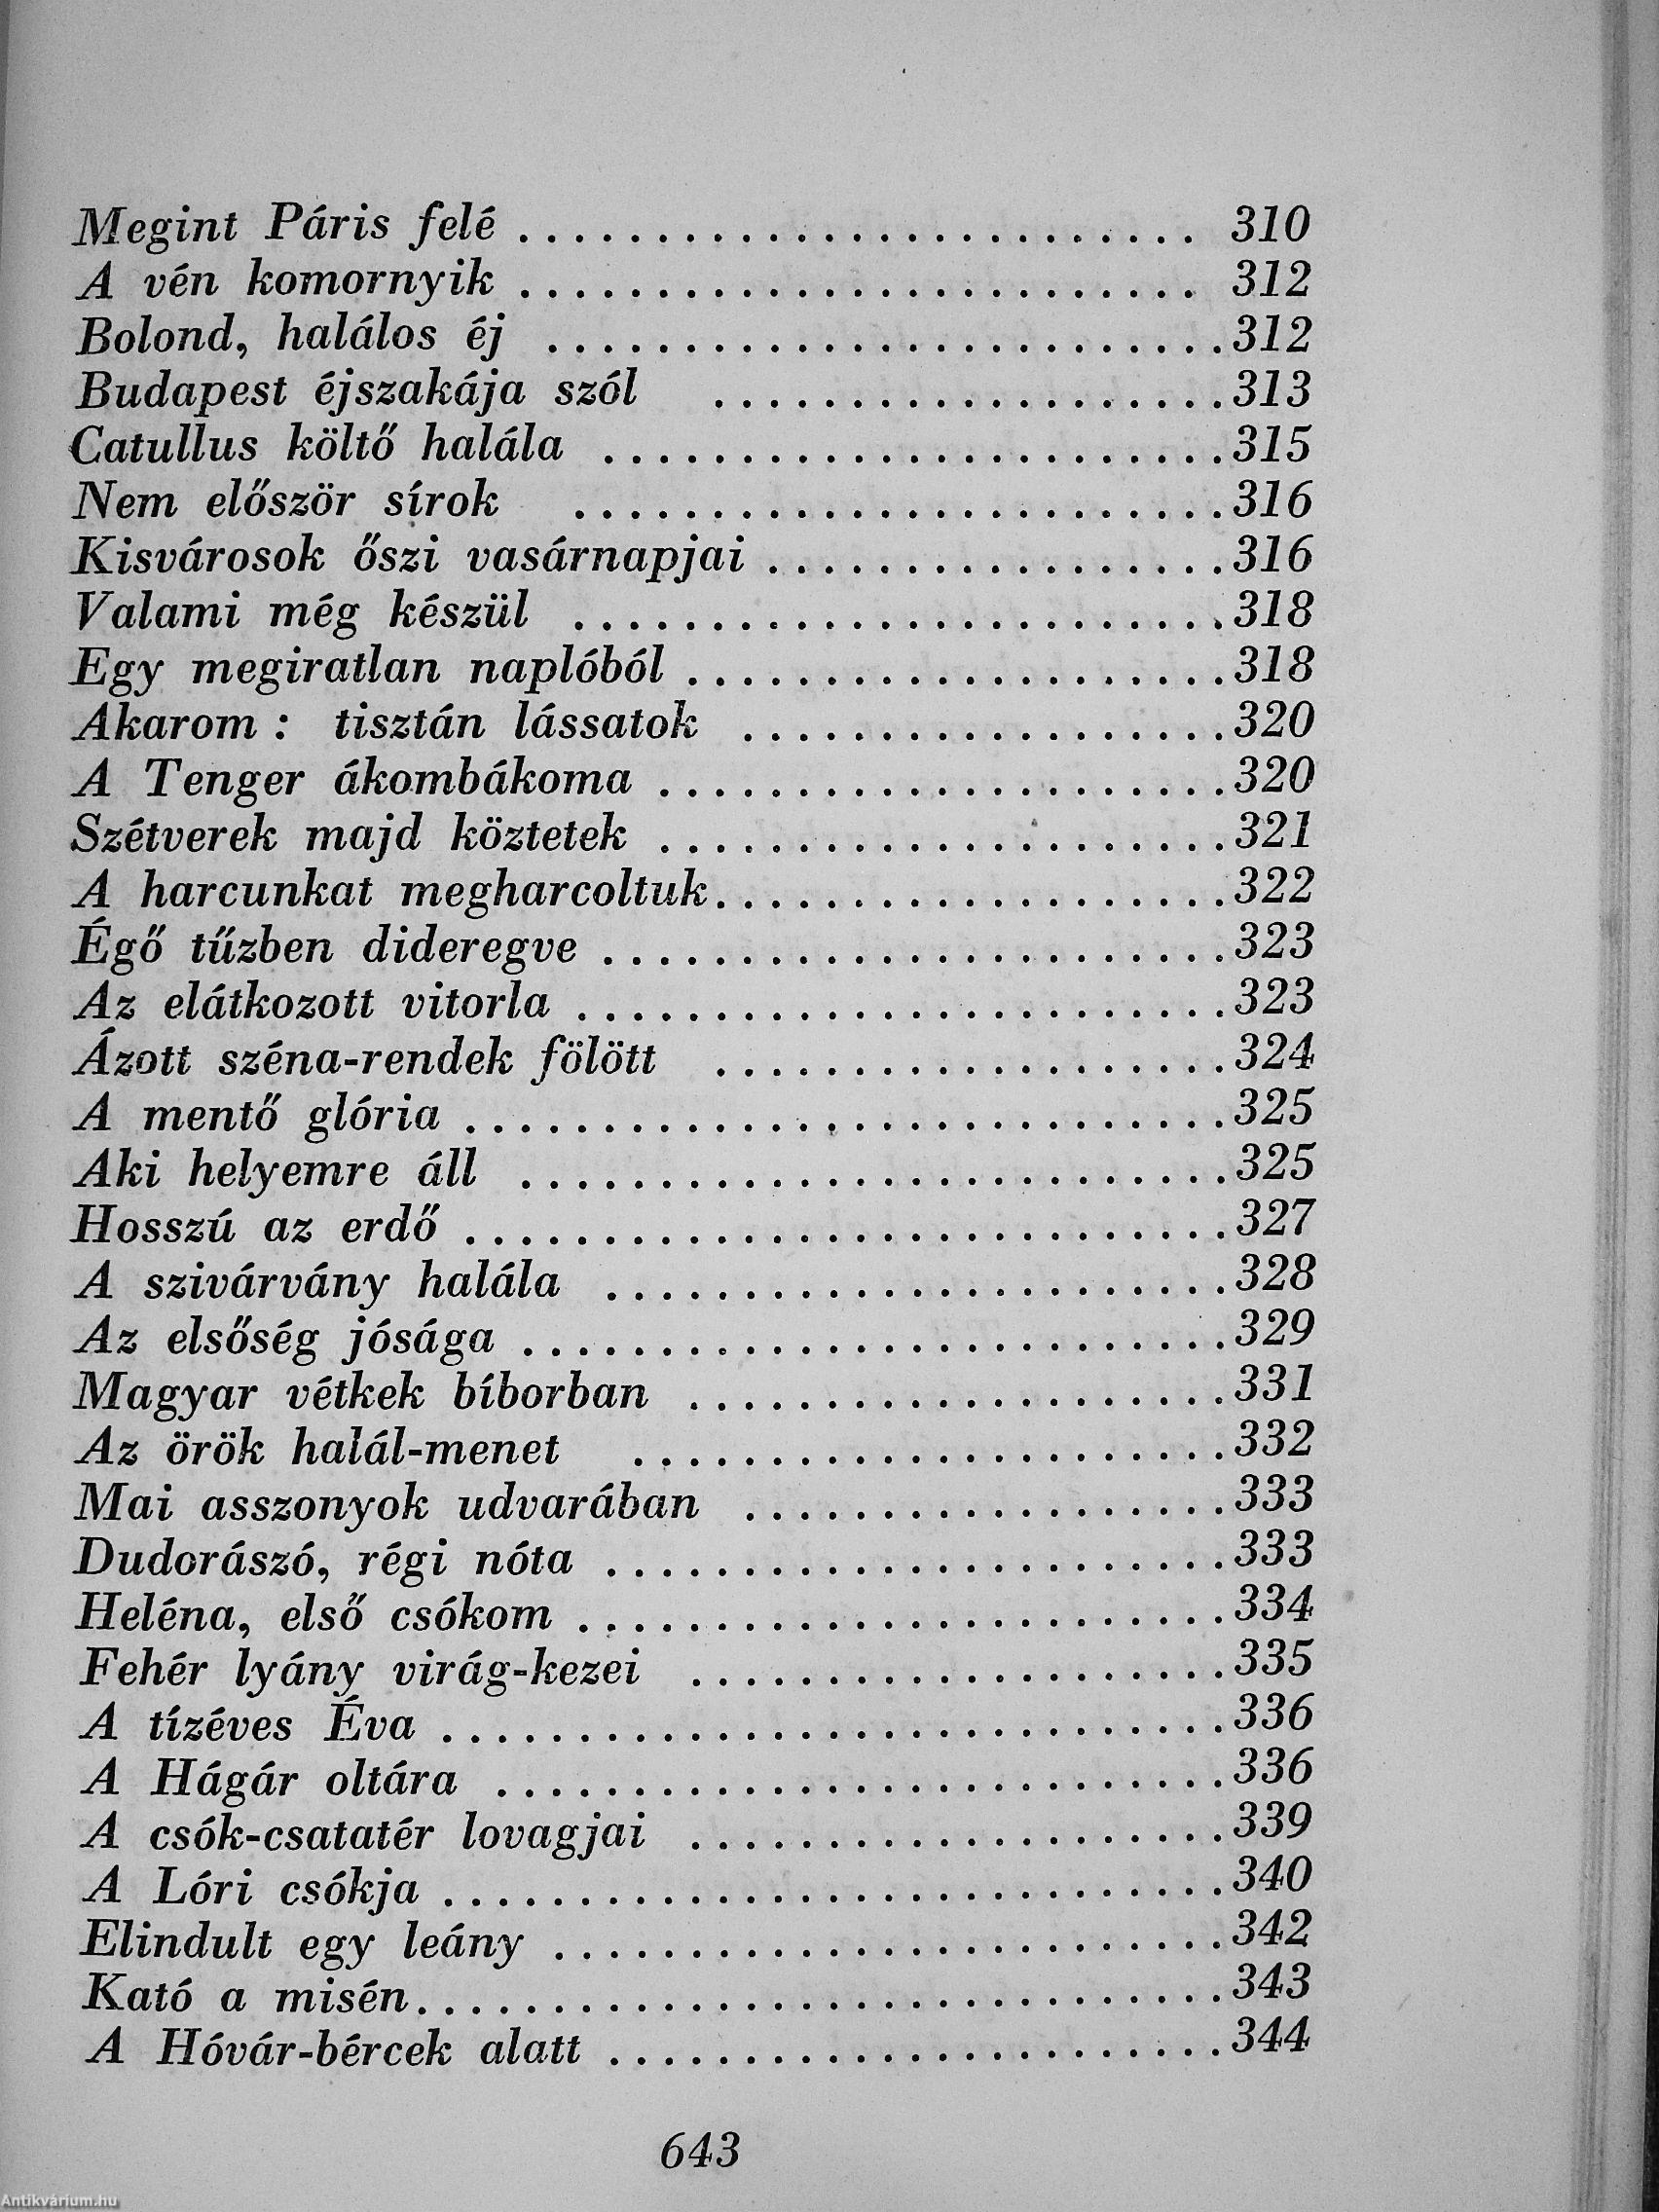 Megint Páris felé . . . . . . . . . . . . . . . . . . . . . . . . . 310
A vén komornyik . . . . . . . . . . . . . . . . . . . . . . . . . 312
Bolond, halálos éj . . . . . . . . . . . . . . . . . . . . . . . . . 312
Budapest éjszakája szól . . . . . . . . . . . . . . . . . . . 313
Catullus költő halála . . . . . . . . . . . . . . . . . . . . . . . 315
Nem először sírok . . . . . . . . . . . . . . . . . . . . . . . . 316
Kisvárosok őszi vasárnapjai . . . . . . . . . . . . . . . . . 316
Valami még készül . . . . . . . . . . . . . . . . . . . . . . . . 318
Egy megiratlan naplóból . . . . . . . . . . . . . . . . . . . . 318
Akarom : tisztán lássatok . . . . . . . . . . . . . . . . . . 320
A Tenger ákombákoma . . . . . . . . . . . . . . . . . . . . . 320
Szétverek majd köztetek . . . . . . . . . . . . . . . . . . . . . 321
A harcunkat megharcoltuk . . . . . . . . . . . . . . . . . . . 322
Égő tűzben dideregve . . . . . . . . . . . . . . . . . . . . . . . 323
Az elátkozott vitorla . . . . . . . . . . . . . . . . . . . . . . . . 323
Ázott széna-rendek fölött . . . . . . . . . . . . . . . . . . . 324
A mentő glória . . . . . . . . . . . . . . . . . . . . . . . . . . . . 325
Aki helyemre áll . . . . . . . . . . . . . . . . . . . . . . . . . . 325
Hosszú az erdő . . . . . . . . . . . . . . . . . . . . . . . . . . . . 327
A szivárvány halála . . . . . . . . . . . . . . . . . . . . . . . 328
Az elsőség jósága . . . . . . . . . . . . . . . . . . . . . . . . . . 329
Magyar vétkek bíborban . . . . . . . . . . . . . . . . . . . . 331
Az örök halál-menet . . . . . . . . . . . . . . . . . . . . . . 332
Mai asszonyok udvarában . . . . . . . . . . . . . . . . . . 333
Dudorászó, régi nóta . . . . . . . . . . . . . . . . . . . . . . . 333
Heléna, első csókom . . . . . . . . . . . . . . . . . . . . . . . . 334
Fehér lyány virág-kezei . . . . . . . . . . . . . . . . . . . . 335
A tízéves Éva . . . . . . . . . . . . . . . . . . . . . . . . . . . . . 336
A Hágár oltára . . . . . . . . . . . . . . . . . . . . . . . . . . . 336
A csók-csatatér lovagjai . . . . . . . . . . . . . . . . . . . . 339
A Lóri csókja . . . . . . . . . . . . . . . . . . . . . . . . . . . . . 340
Elindult egy leány . . . . . . . . . . . . . . . . . . . . . . . . . 342
Kató a misén . . . . . . . . . . . . . . . . . . . . . . . . . . . . . . 343
A Hóvár-bércek alatt . . . . . . . . . . . . . . . . . . . . . . . 344
643
Antikvárium.hu